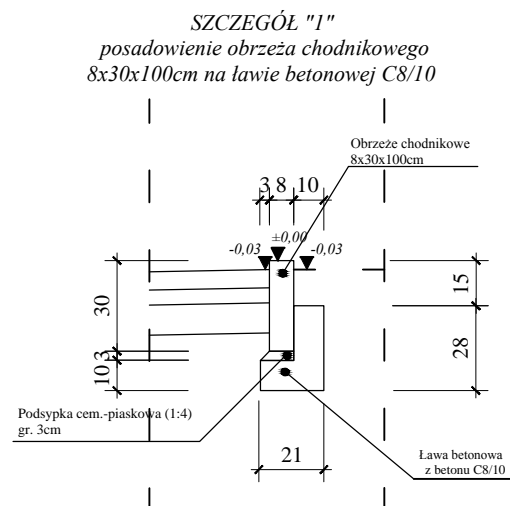 SZCZEGÓŁ "1"
posadowienie obrzeża chodnikowego
8x30x100cm na ławie betonowej C8/10
Obrzeże chodnikowe
8x30x100cm
3 8 10
±0,00
-0,03
-0,03
30
15
3
10
28
Podsypka cem.-piaskowa (1:4)
gr. 3cm
21
Ława betonowa
z betonu C8/10